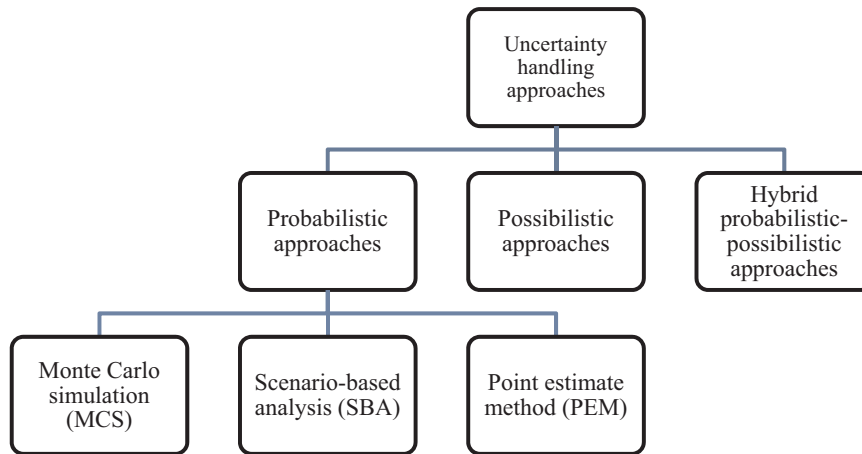 Uncertainty
handling
approaches
Probabilistic
approaches
Possibilistic
approaches
Hybrid
probabilistic-
possibilistic
approaches
Monte Carlo
simulation
(MCS)
Scenario-based
analysis (SBA)
Point estimate
method (PEM)